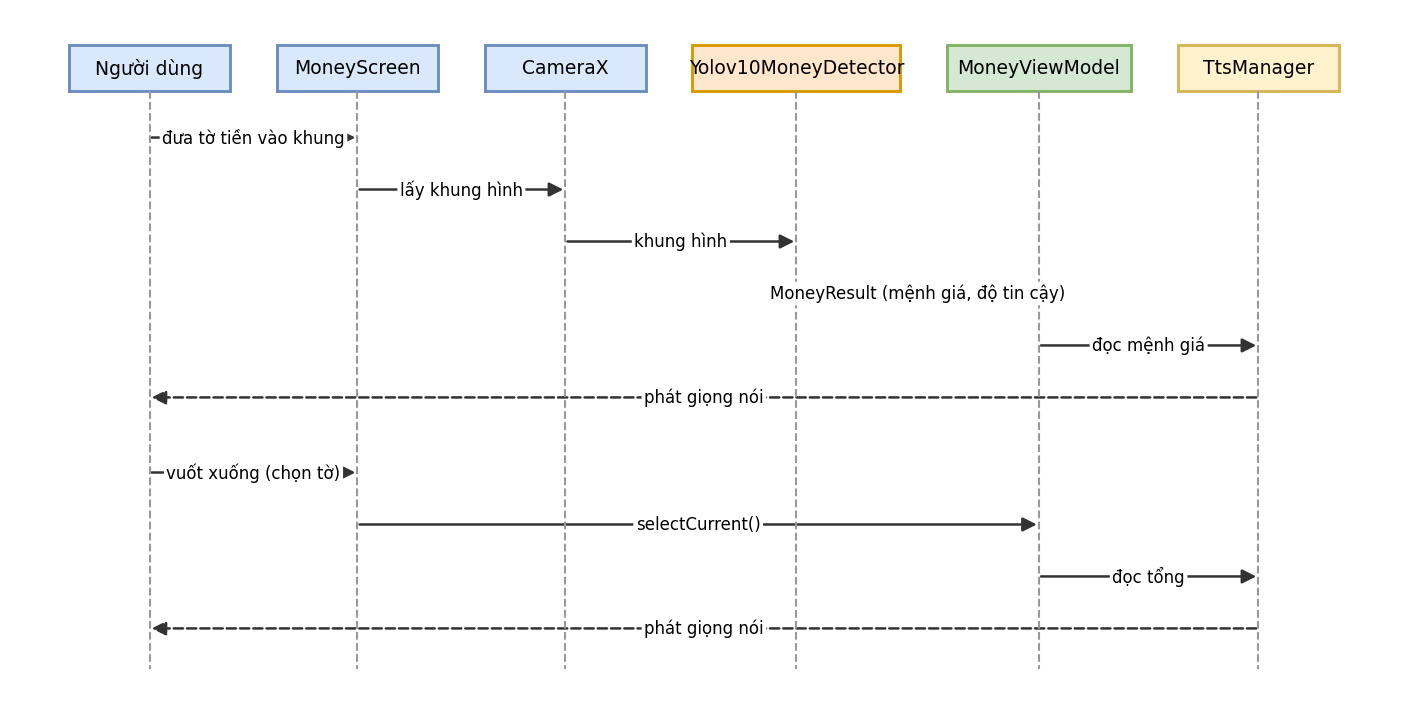 Người dùng
MoneyScreen
CameraX
Yolov10MoneyDetector
MoneyViewModel
TtsManager
đưa tờ tiền vào khung
lấy khung hình
khung hình
MoneyResult (mệnh giá, độ tin cậy)
đọc mệnh giá
phát giọng nói
vuốt xuống (chọn tờ)
selectCurrent()
đọc tổng
phát giọng nói